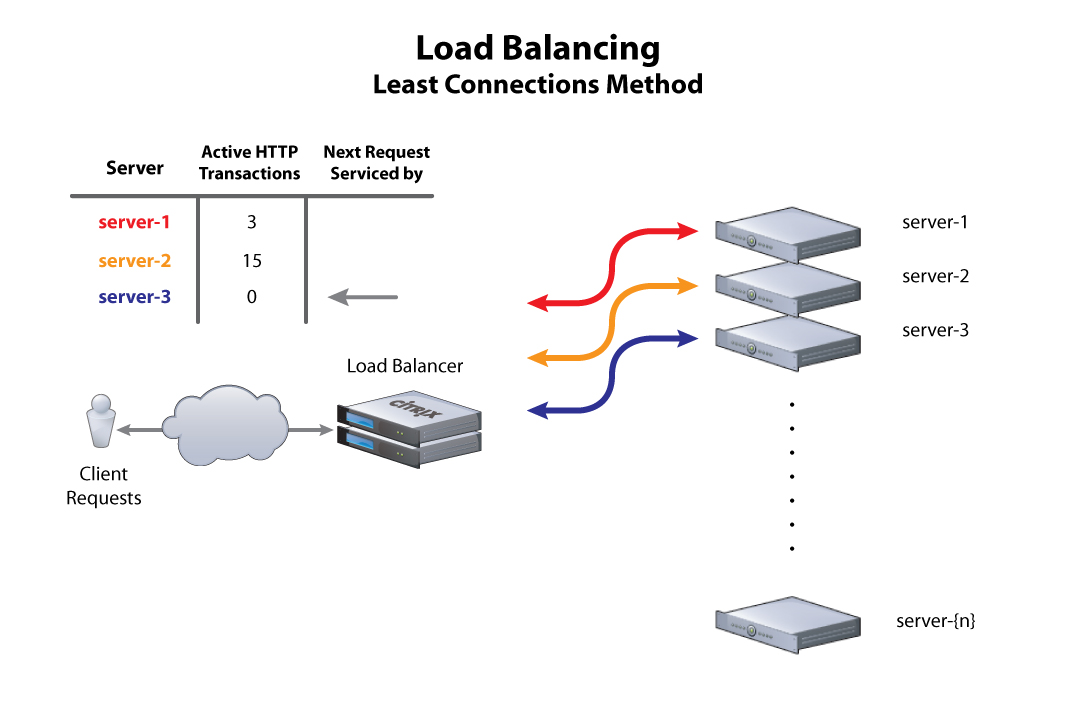 Load Balancing
Least Connections Method
Server
Active HTTP
Transactions
Next Request
Serviced by
server-1
3
server-2
15
server-3
0
Load Balancer
CITRIX
Client
Requests
server-1
server-2
server-3
server-{n}